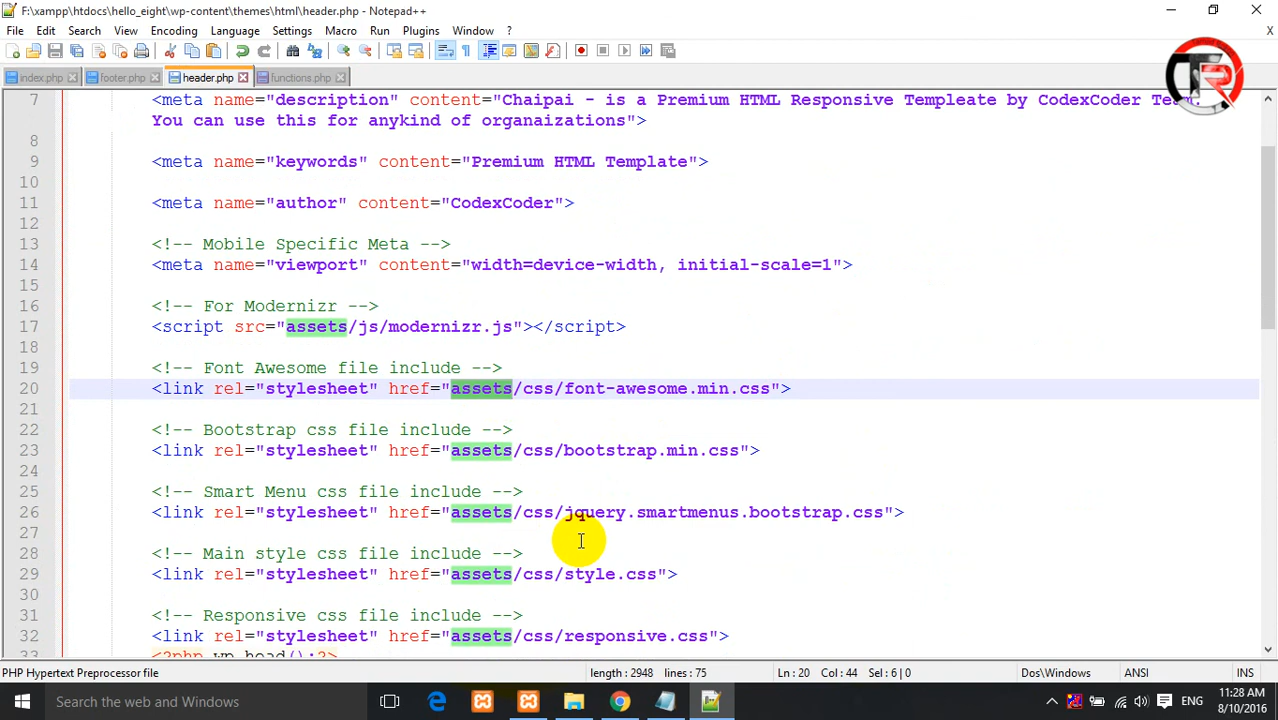 F:\xampp\htdocs\hello_eight\wp-content\themes\html\header.php - Notepad++
File Edit Search View Encoding Language Settings Macro Run Plugins Window ? X
index.php footer.php header.php functions.php
TR
7 <meta name="description" content="Chaipai - is a Premium HTML Responsive Templeate by CodexCoder Team.
You can use this for anykind of organaizations">
8
9 <meta name="keywords" content="Premium HTML Template">
10
11 <meta name="author" content="CodexCoder">
12
13 <!-- Mobile Specific Meta -->
14 <meta name="viewport" content="width=device-width, initial-scale=1">
15
16 <!-- For Modernizr -->
17 <script src="assets/js/modernizr.js"></script>
18
19 <!-- Font Awesome file include -->
20 <link rel="stylesheet" href="assets/css/font-awesome.min.css">
21
22 <!-- Bootstrap css file include -->
23 <link rel="stylesheet" href="assets/css/bootstrap.min.css">
24
25 <!-- Smart Menu css file include -->
26 <link rel="stylesheet" href="assets/css/jquery.smartmenus.bootstrap.css">
27
28 <!-- Main style css file include -->
29 <link rel="stylesheet" href="assets/css/style.css">
30
31 <!-- Responsive css file include -->
32 <link rel="stylesheet" href="assets/css/responsive.css">
33 <?php wp_head();?>
PHP Hypertext Preprocessor file length : 2948 lines : 75 Ln : 20 Col : 44 Sel : 6 | 0 Dos\Windows ANSI INS
Search the web and Windows ENG 11:28 AM
8/10/2016